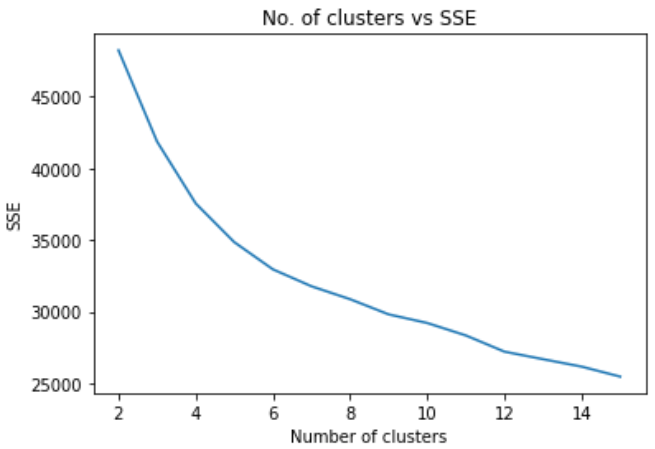 No. of clusters vs SSE
45000
40000
35000
30000
25000
SSE
2 4 6 8 10 12 14
Number of clusters